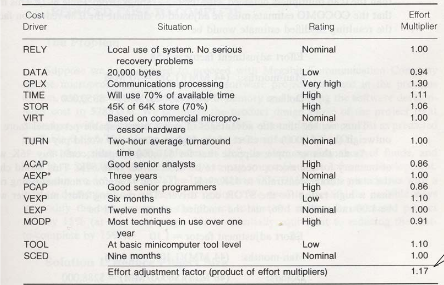 Cost Driver Situation Rating Effort Multiplier
RELY Local use of system. No serious recovery problems Nominal 1.00
DATA 20,000 bytes Low 0.94
CPLX Communications processing Very high 1.30
TIME Will use 70% of available time High 1.11
STOR 45K of 64K store (70%) High 1.06
VIRT Based on commercial microprocessor hardware Nominal 1.00
TURN Two-hour average turnaround time Nominal 1.00
ACAP Good senior analysts High 0.86
AEXP* Three years Nominal 1.00
PCAP Good senior programmers High 0.86
VEXP Six months Low 1.10
LEXP Twelve months Nominal 1.00
MODP Most techniques in use over one year High 0.91
TOOL At basic minicomputer tool level Low 1.10
SCED Nine months Nominal 1.00
Effort adjustment factor (product of effort multipliers) 1.17